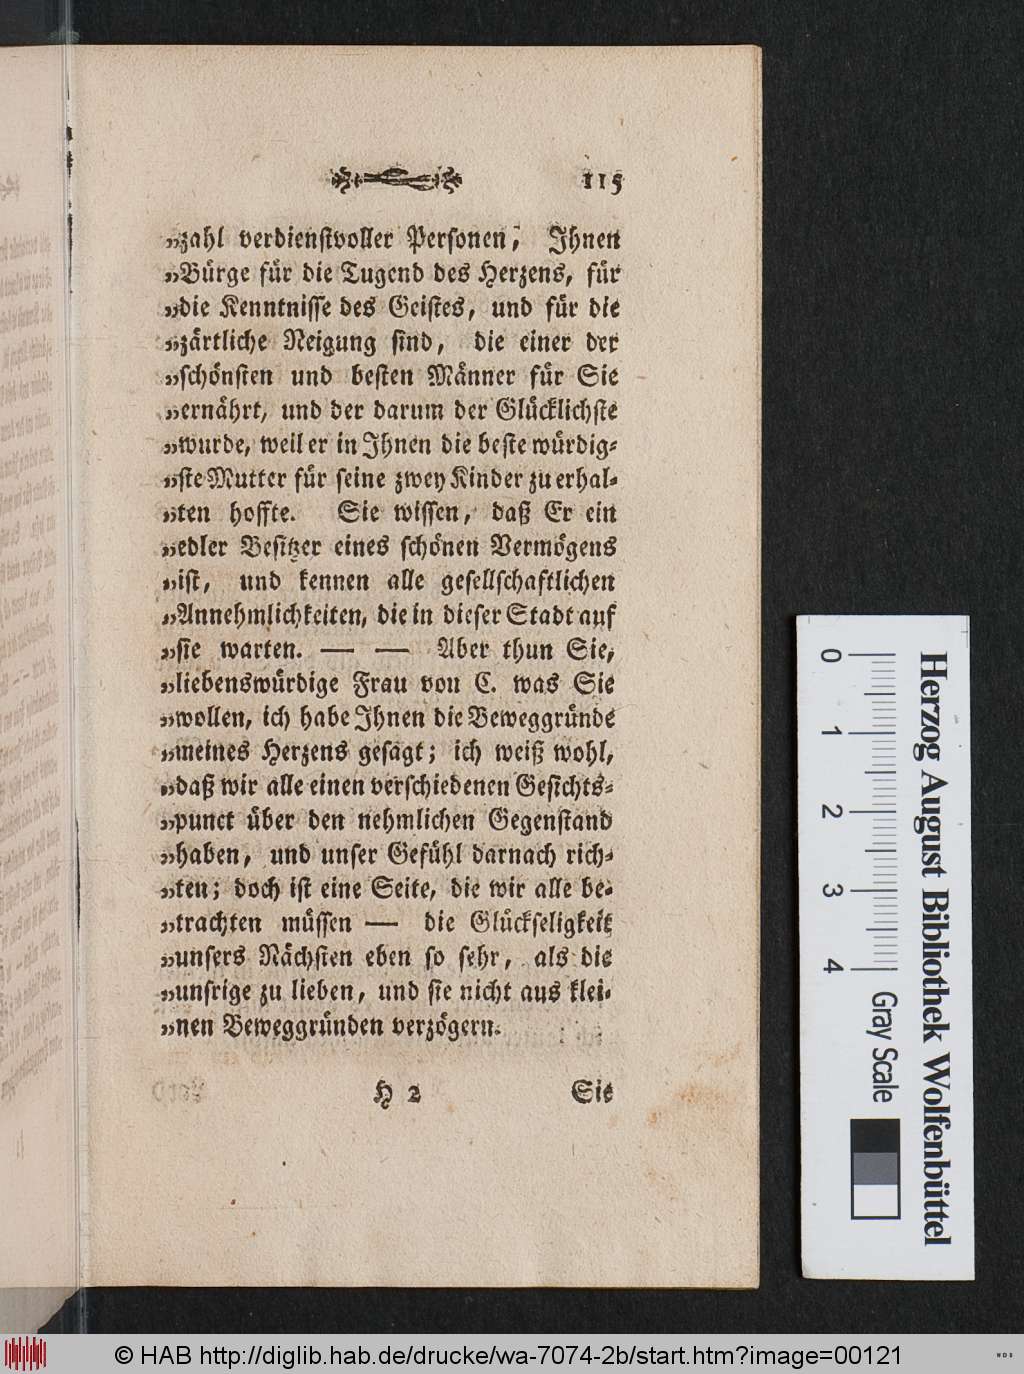 115
„zahl verdienstvoller Personen, Ihnen
„Bürge für die Tugend des Herzens, für
„die Kenntnisse des Geistes, und für die
„zärtliche Neigung sind, die einer der
„schönsten und besten Männer für Sie
„ernährt, und der darum der Glücklichste
„wurde, weil er in Ihnen die beste würdig-
„ste Mutter für seine zwey Kinder zu erhal-
„ten hoffte. Sie wissen, daß Er ein
„edler Besitzer eines schönen Vermögens
„ist, und kennen alle gesellschaftlichen
„Annehmlichkeiten, die in dieser Stadt auf
„sie warten. — — Aber thun Sie,
„liebenswürdige Frau von C. was Sie
„wollen, ich habe Ihnen die Beweggründe
„meines Herzens gesagt; ich weiß wohl,
„daß wir alle einen verschiedenen Gesichts-
„punct über den nehmlichen Gegenstand
„haben, und unser Gefühl darnach rich-
„ten; doch ist eine Seite, die wir alle be-
„trachten müssen — die Glückseligkeit
„unsers Nächsten eben so sehr, als die
„unsrige zu lieben, und sie nicht aus klei-
„nen Beweggründen verzögern.
H 2 Sie
0 1 2 3 4 Gray Scale
Herzog August Bibliothek Wolfenbüttel
© HAB http://diglib.hab.de/drucke/wa-7074-2b/start.htm?image=00121
WDB